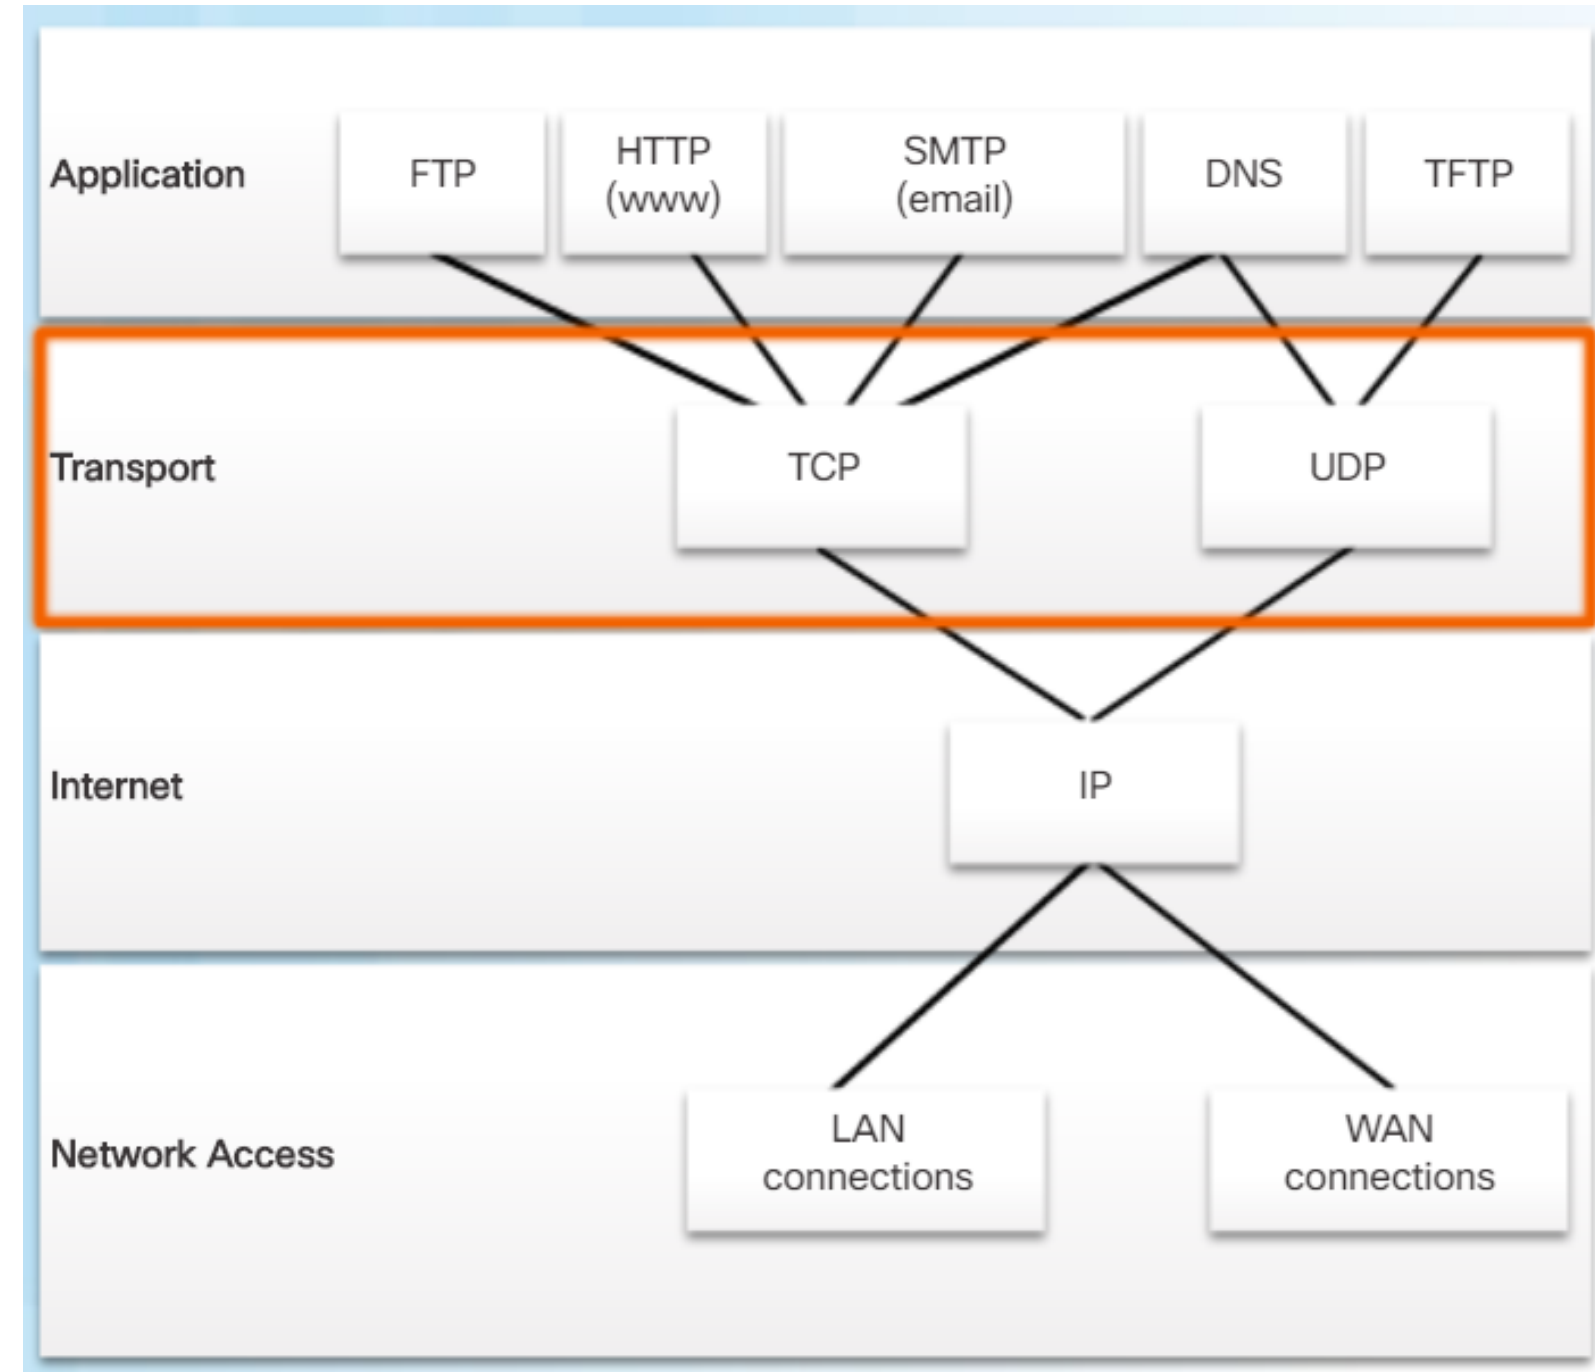 Application
FTP
HTTP
(www)
SMTP
(email)
DNS
TFTP
Transport
TCP
UDP
Internet
IP
Network Access
LAN
connections
WAN
connections